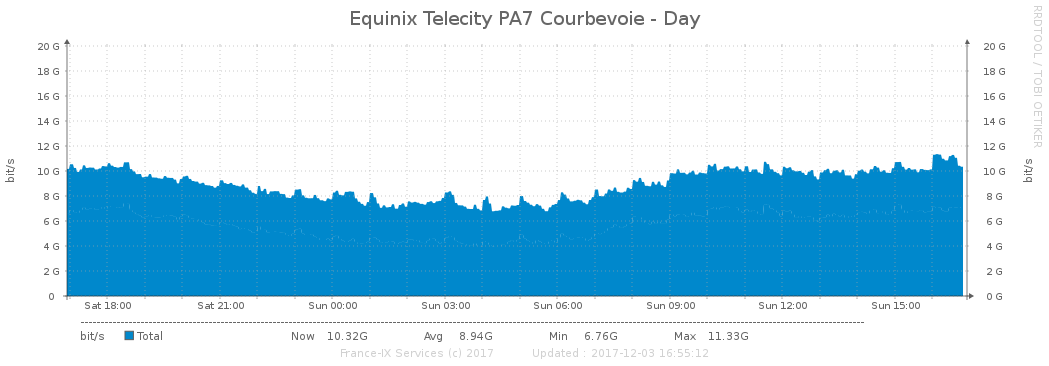 Equinix Telecity PA7 Courbevoie - Day
RRDTOOL / TOBI OETIKER
bit/s
bit/s
20 G 20 G
18 G 18 G
16 G 16 G
14 G 14 G
12 G 12 G
10 G 10 G
8 G 8 G
6 G 6 G
4 G 4 G
2 G 2 G
0 0 G
Sat 18:00 Sat 21:00 Sun 00:00 Sun 03:00 Sun 06:00 Sun 09:00 Sun 12:00 Sun 15:00
bit/s Total Now 10.32G Avg 8.94G Min 6.76G Max 11.33G
France-IX Services (c) 2017 Updated : 2017-12-03 16:55:12